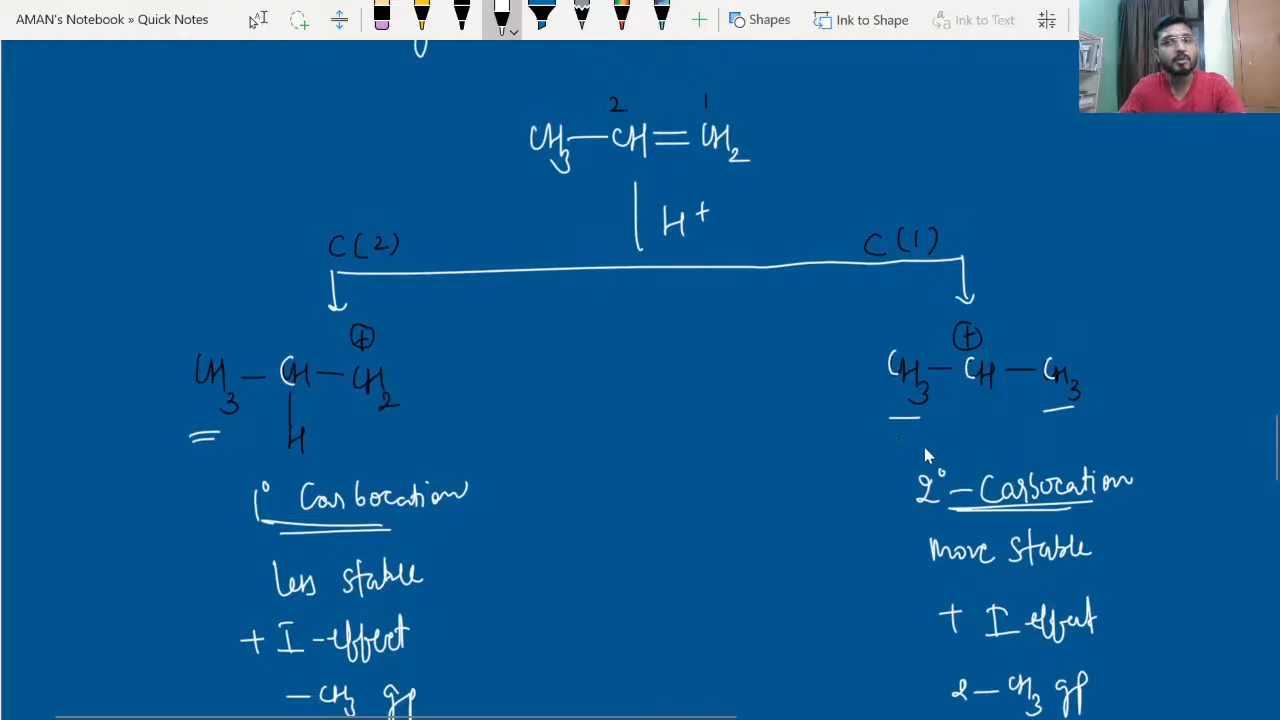 AMAN's Notebook » Quick Notes
Shapes
Ink to Shape
Ink to Text
2 1
CH3—CH=CH2
H+
C(2)
C(1)
+
CH3—CH—CH2
H
+
CH3—CH—CH3
1° Carbocation
2°—Carbocation
less stable
more stable
+ I-effect
+ I effect
—CH3 gp
2—CH3 gp